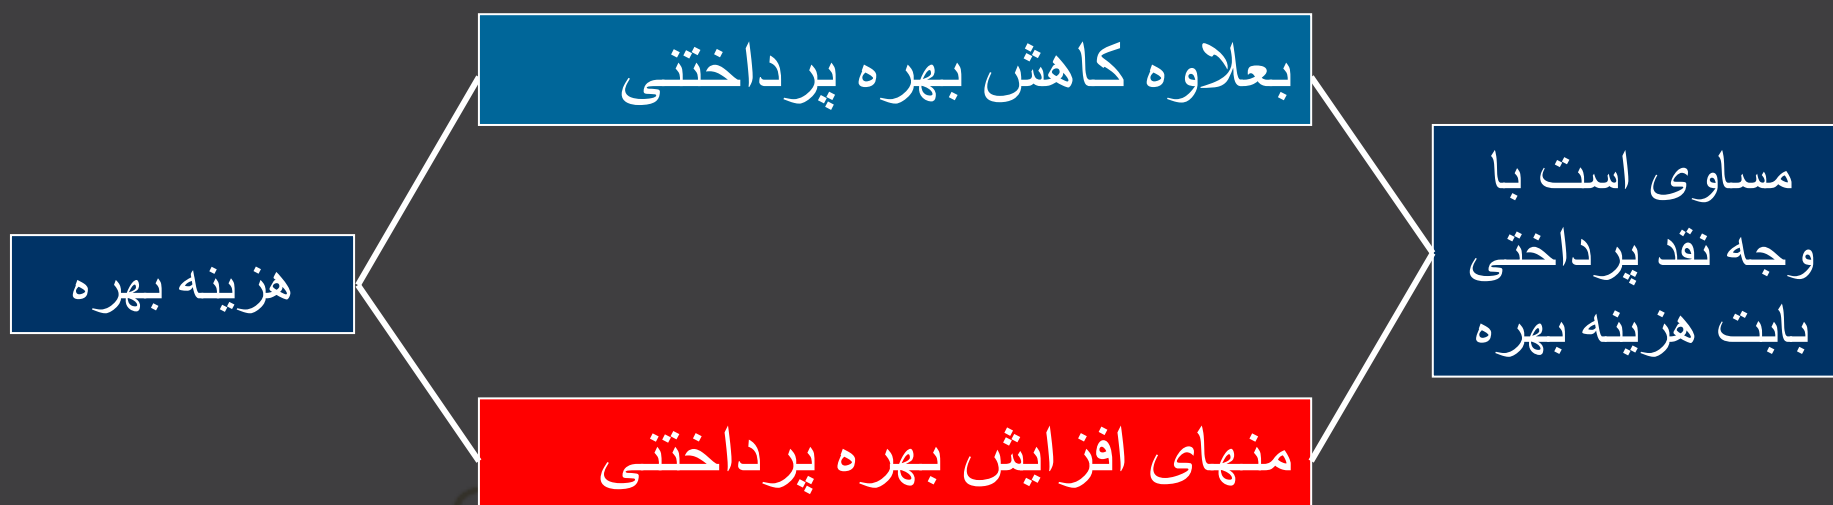 بعلاوه کاهش بهره پرداختنی
مساوی است با
وجه نقد پرداختی
بابت هزینه بهره
هزینه بهره
منهای افزایش بهره پرداختنی